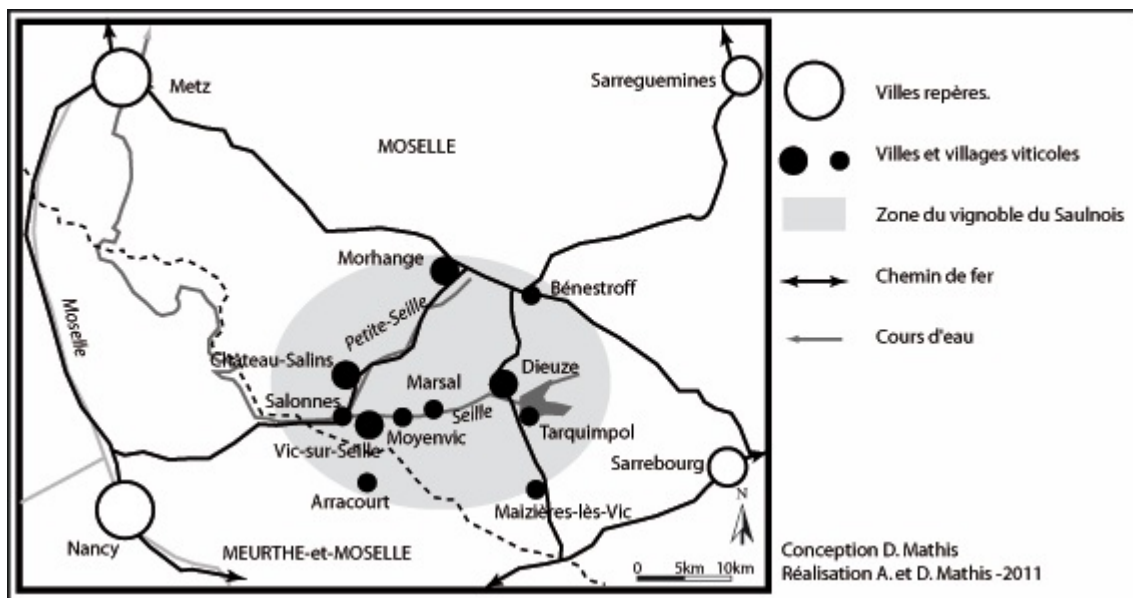 Metz
Sarreguemines
MOSELLE
Morhange
Bénestroff
Petite-Seille
Moselle
Château-Salins
Dieuze
Marsal
Salonnes
Seille
Vic-sur-Seille
Moyenvic
Tarquimpol
Sarrebourg
Arracourt
Maizières-lès-Vic
N
Nancy
MEURTHE-et-MOSELLE
0 5km 10km
Villes repères.
Villes et villages viticoles
Zone du vignoble du Saulnois
Chemin de fer
Cours d'eau
Conception D. Mathis
Réalisation A. et D. Mathis -2011